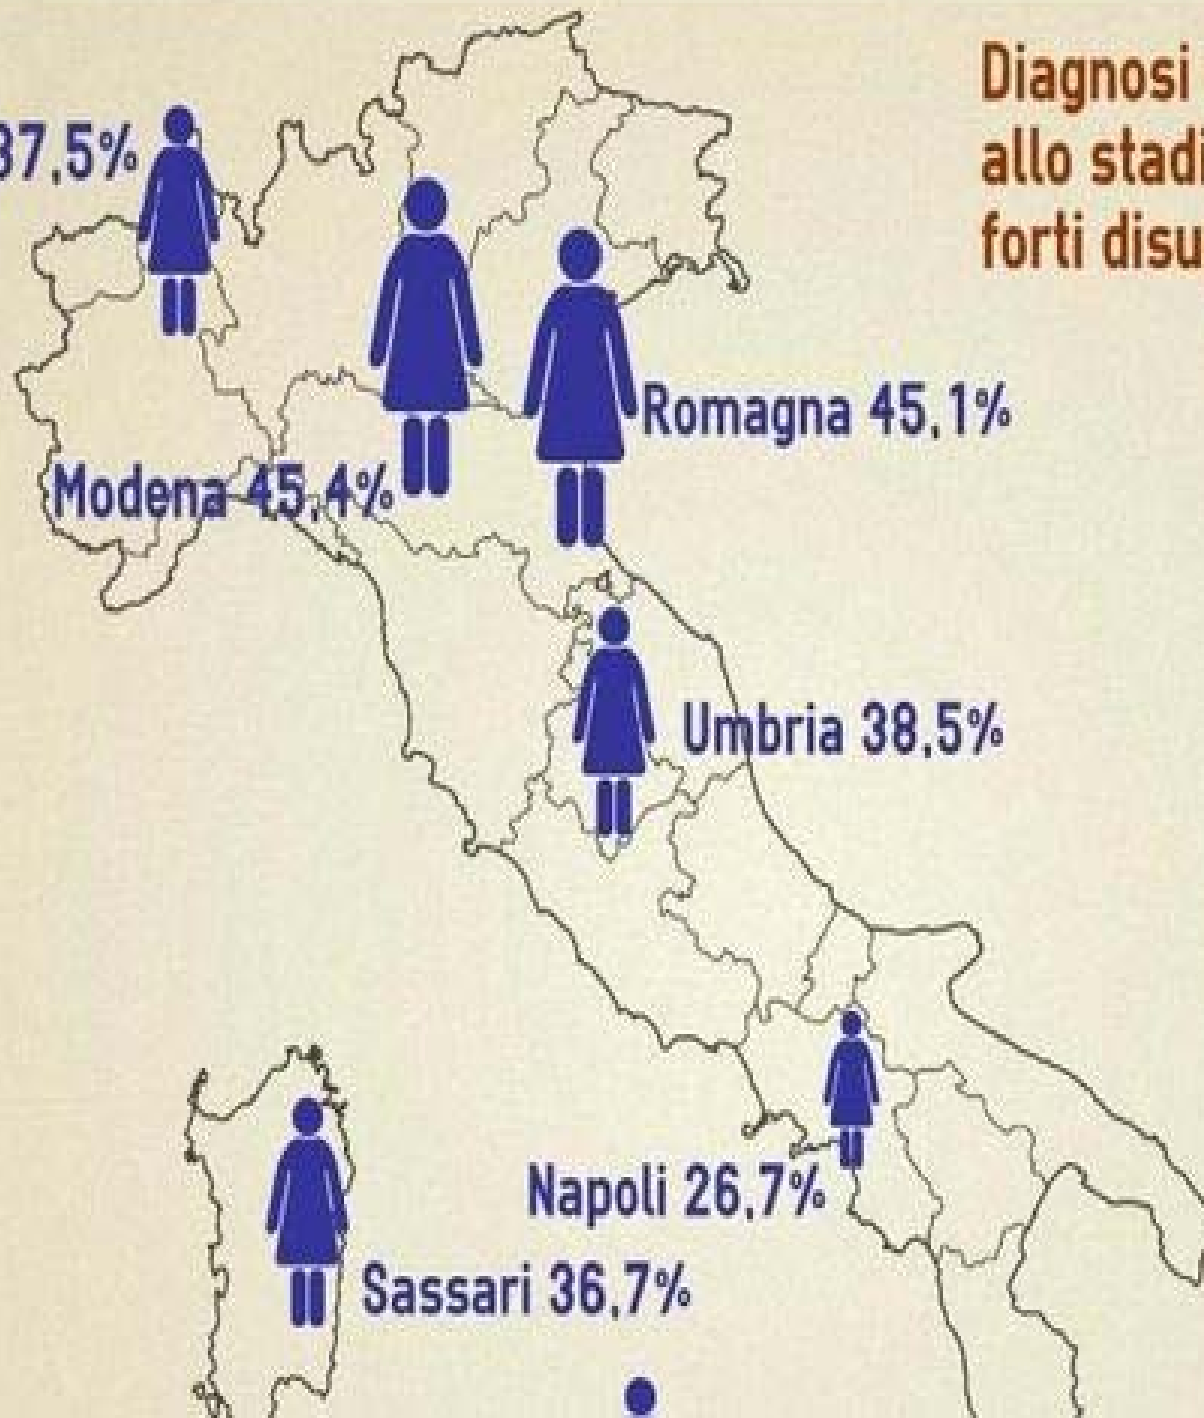 Diagnosi
allo stadi
forti disu
37,5%
Romagna 45,1%
Modena 45,4%
Umbria 38,5%
Napoli 26,7%
Sassari 36,7%